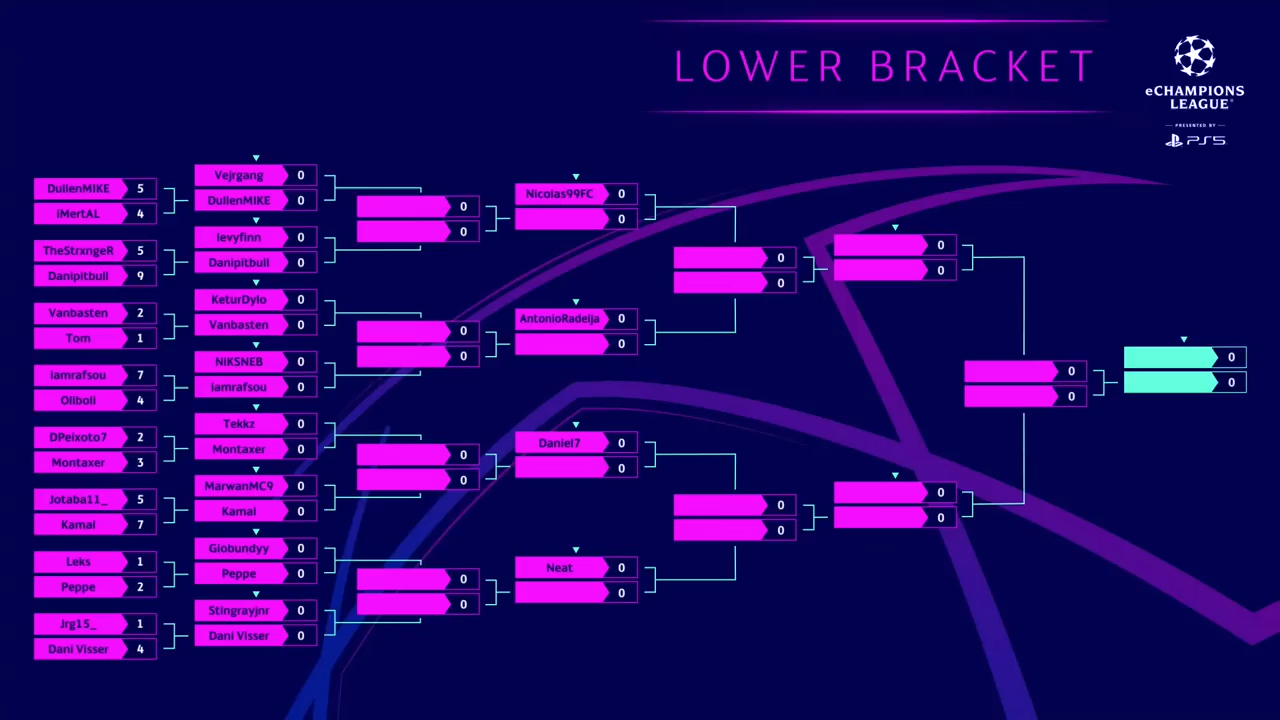 LOWER BRACKET
eCHAMPIONS
LEAGUE
PRESENTED BY
PS5
DullenMIKE 5
iMertAL 4
TheStrxngeR 5
Danipitbull 9
Vanbasten 2
Tom 1
Iamrafsou 7
Oliboli 4
DPeixoto7 2
Montaxer 3
Jotaba11_ 5
Kamal 7
Leks 1
Peppe 2
Jrg15_ 1
Dani Visser 4
Vejrgang 0
DullenMIKE 0
levyfinn 0
Danipitbull 0
KeturDylo 0
Vanbasten 0
NIKSNEB 0
Iamrafsou 0
Tekkz 0
Montaxer 0
MarwanMC9 0
Kamal 0
Giobundyy 0
Peppe 0
Stingrayjnr 0
Dani Visser 0
0
0
0
0
0
0
0
0
Nicolas99FC 0
0
AntonioRadelja 0
0
Daniel7 0
0
Neat 0
0
0
0
0
0
0
0
0
0
0
0
0
0